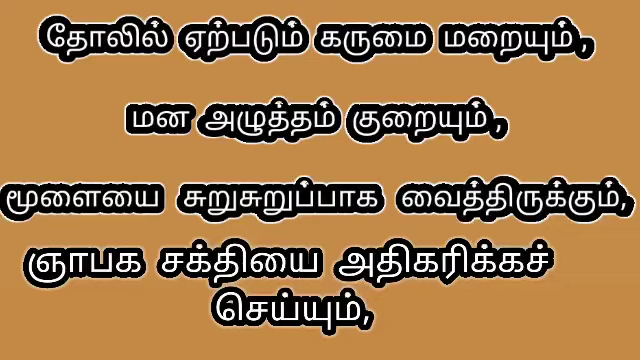 தோலில் ஏற்படும் கருமை மறையும்,
மன அழுத்தம் குறையும்,
மூளையை சுறுசுறுப்பாக வைத்திருக்கும்,
ஞாபக சக்தியை அதிகரிக்கச்
செய்யும்,